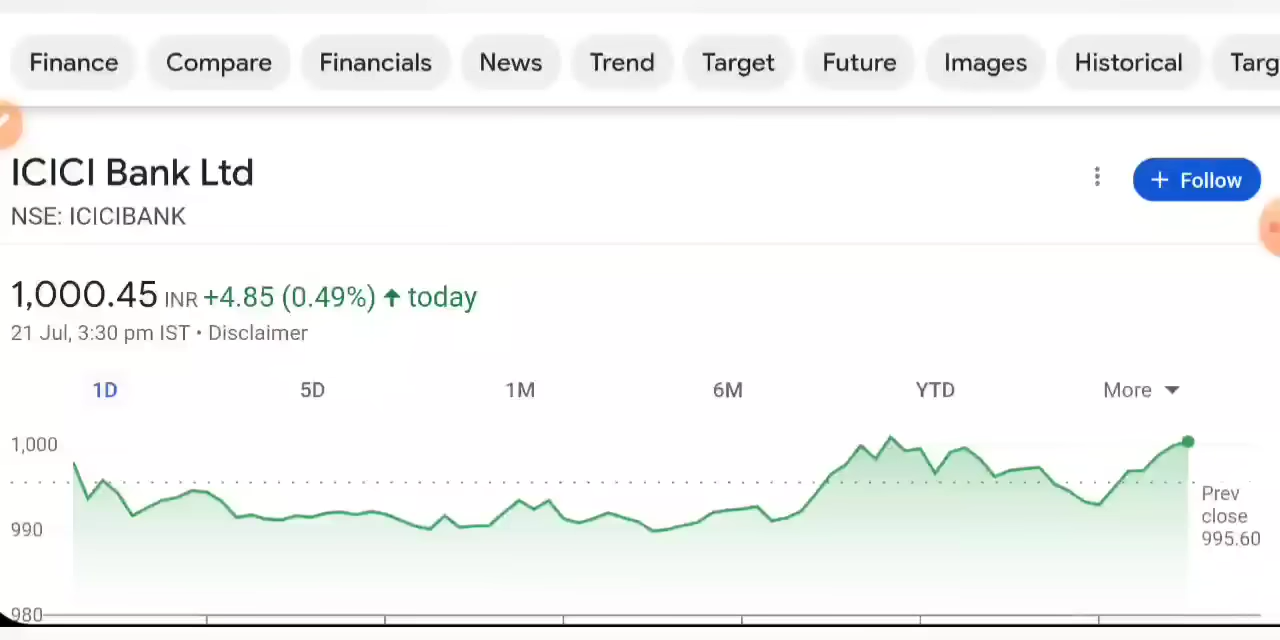 Finance Compare Financials News Trend Target Future Images Historical Targ
ICICI Bank Ltd
+ Follow
NSE: ICICIBANK
1,000.45 INR +4.85 (0.49%) ↑ today
21 Jul, 3:30 pm IST • Disclaimer
1D 5D 1M 6M YTD More
1,000
990
980
Prev
close
995.60